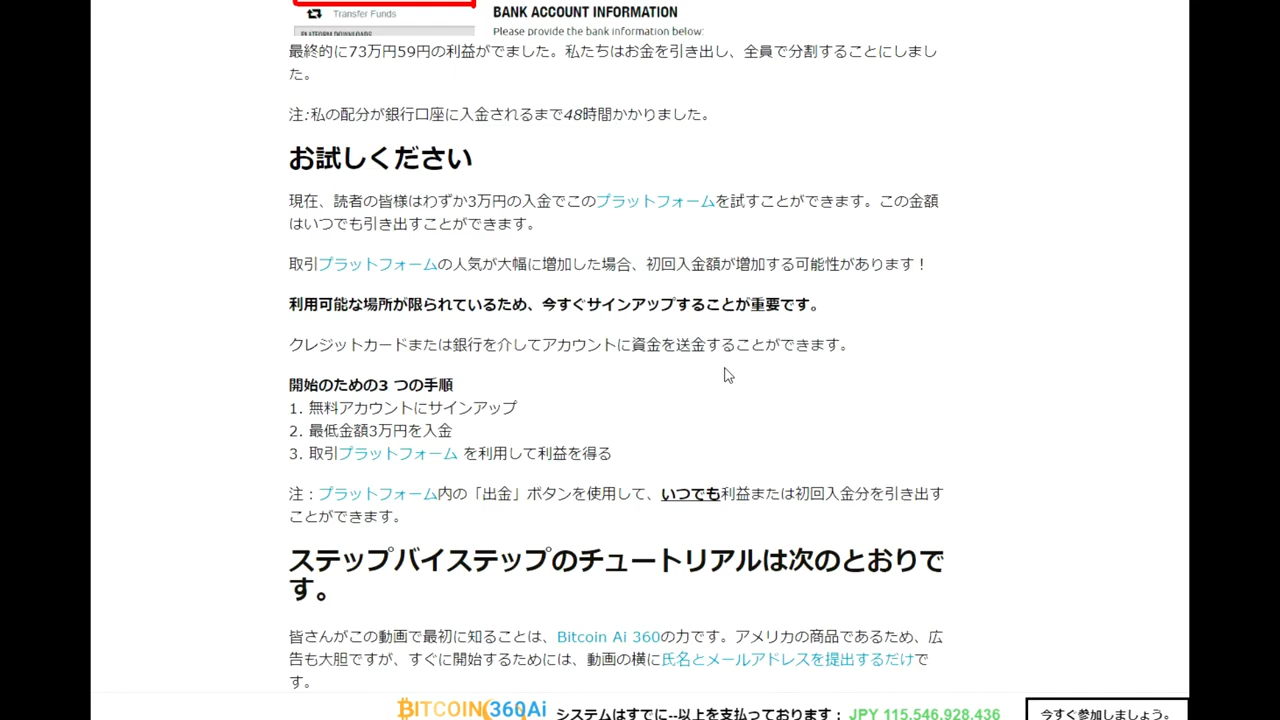 Transfer Funds
BANK ACCOUNT INFORMATION
PLATFORM DOWNLOADS
Please provide the bank information below:
最終的に73万円59円の利益がでました。私たちはお金を引き出し、全員で分割することにしまし
た。
注:私の配分が銀行口座に入金されるまで48時間かかりました。
お試しください
現在、読者の皆様はわずか3万円の入金でこのプラットフォームを試すことができます。この金額
はいつでも引き出すことができます。
取引プラットフォームの人気が大幅に増加した場合、初回入金額が増加する可能性があります！
利用可能な場所が限られているため、今すぐサインアップすることが重要です。
クレジットカードまたは銀行を介してアカウントに資金を送金することができます。
開始のための3 つの手順
1. 無料アカウントにサインアップ
2. 最低金額3万円を入金
3. 取引プラットフォーム を利用して利益を得る
注：プラットフォーム内の「出金」ボタンを使用して、いつでも利益または初回入金分を引き出す
ことができます。
ステップバイステップのチュートリアルは次のとおりで
す。
皆さんがこの動画で最初に知ることは、Bitcoin Ai 360の力です。アメリカの商品であるため、広
告も大胆ですが、すぐに開始するためには、動画の横に氏名とメールアドレスを提出するだけで
す。
BITCOIN 360Ai システムはすでに--以上を支払っております： JPY 115,546,928,436 今すぐ参加しましょう。